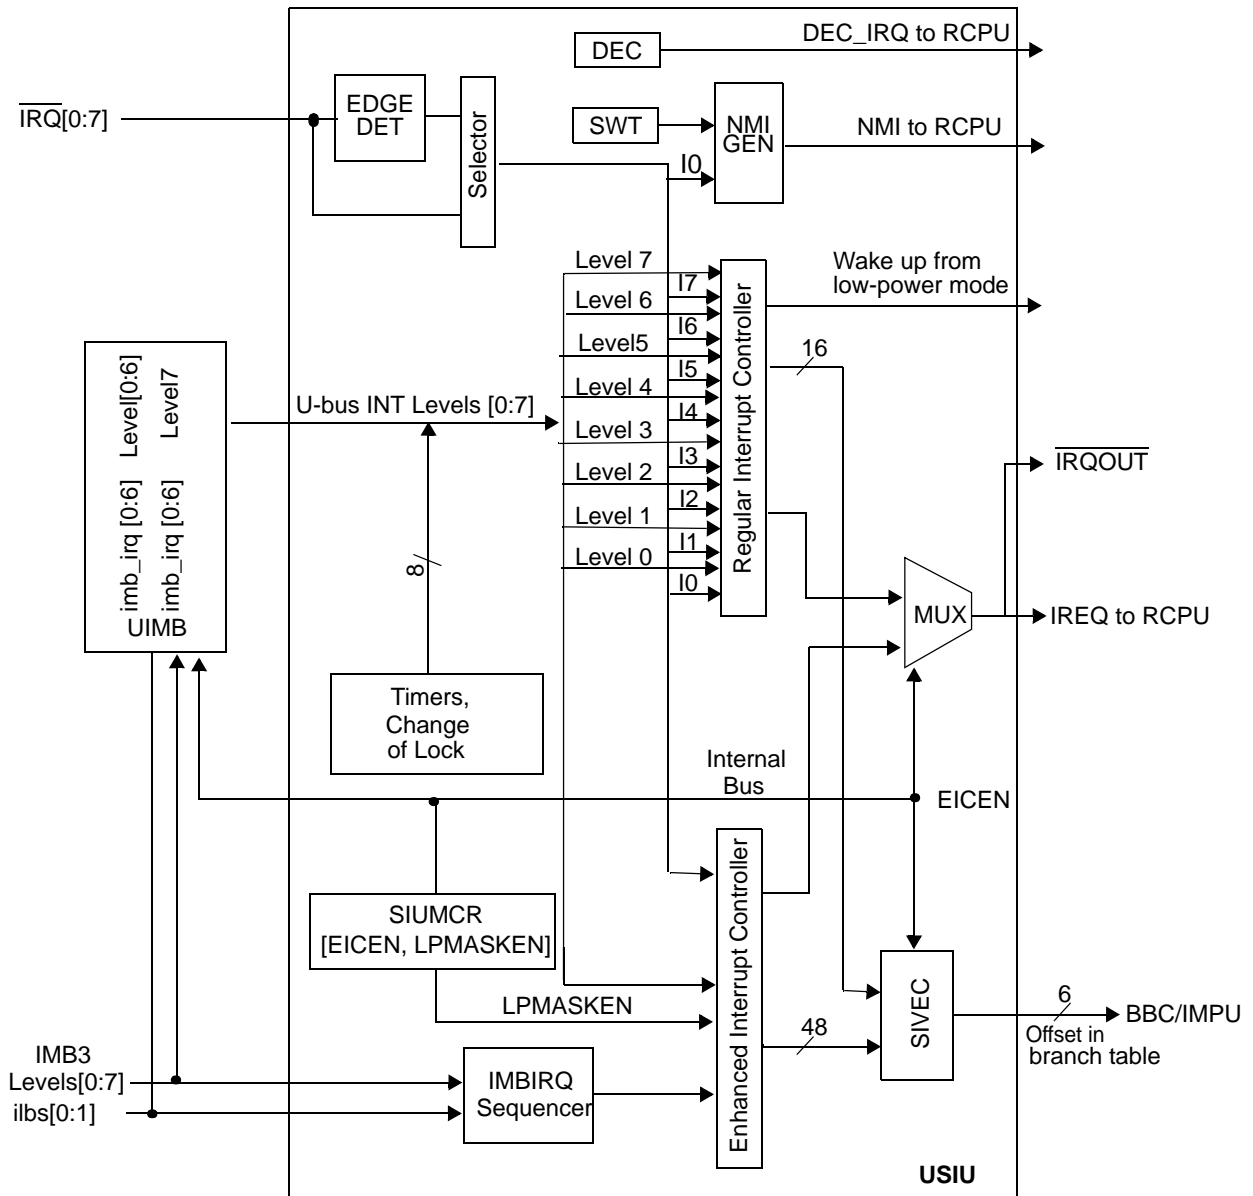 DEC_IRQ to RCPU
DEC
IRQ[0:7]
EDGE
DET
Selector
SWT
NMI
GEN
NMI to RCPU
I0
Level 7
I7
Level 6
I6
Level5
I5
Level 4
I4
Level 3
I3
Level 2
I2
Level 1
I1
Level 0
I0
Regular Interrupt Controller
Wake up from
low-power mode
16
Level[0:6]
Level7
imb_irq [0:6]
imb_irq [0:6]
UIMB
U-bus INT Levels [0:7]
8
Timers,
Change
of Lock
IRQOUT
MUX
IREQ to RCPU
Internal
Bus
EICEN
SIUMCR
[EICEN, LPMASKEN]
LPMASKEN
Enhanced Interrupt Controller
48
SIVEC
6
BBC/IMPU
Offset in
branch table
IMB3
Levels[0:7]
ilbs[0:1]
IMBIRQ
Sequencer
USIU